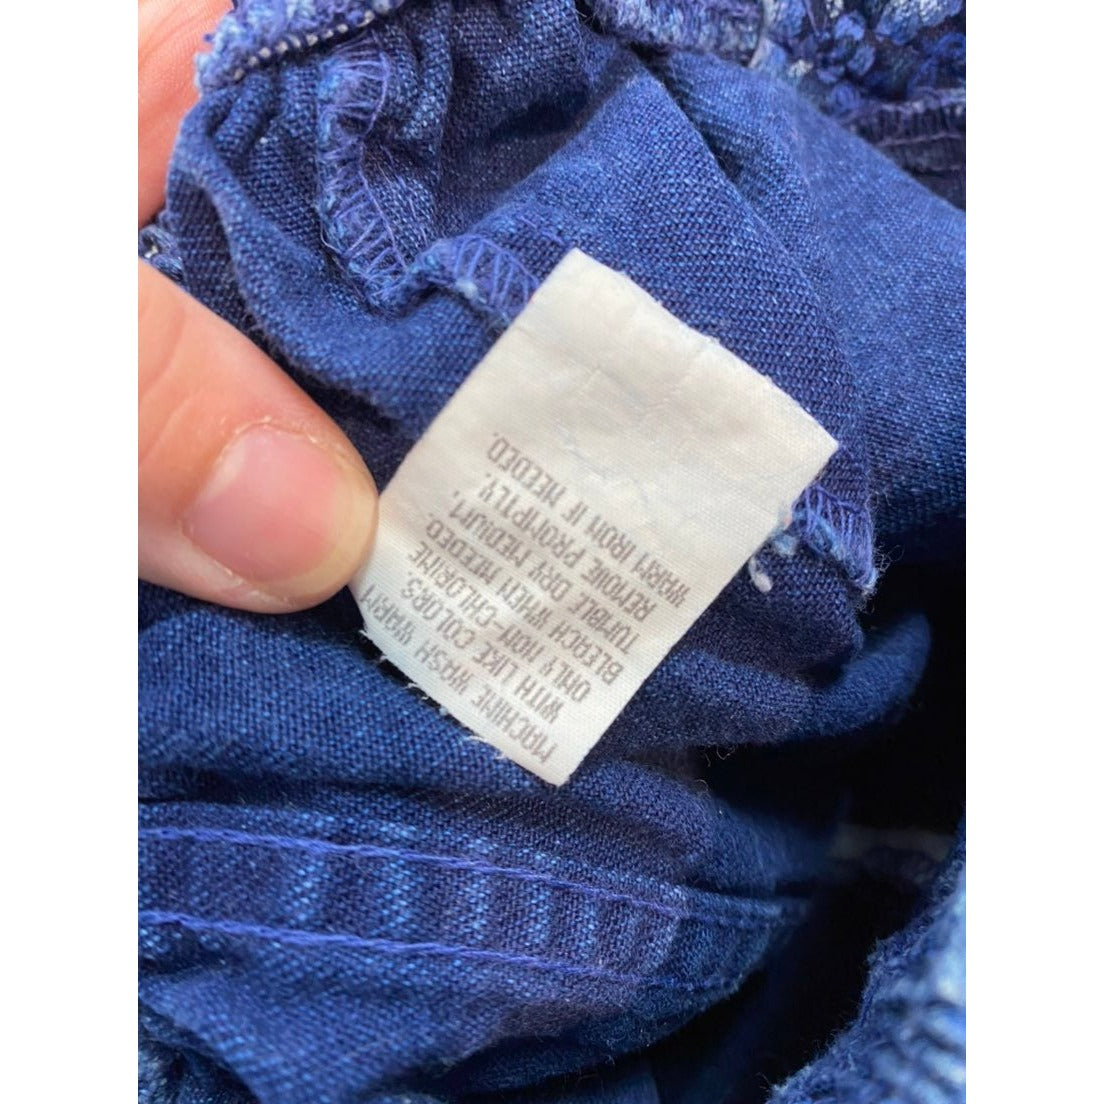 MACHINE WASH WARM
WITH LIKE COLORS.
ONLY NON-CHLORINE
BLEACH WHEN NEEDED.
TUMBLE DRY MEDIUM,
REMOVE PROMPTLY.
WARM IRON IF NEEDED.